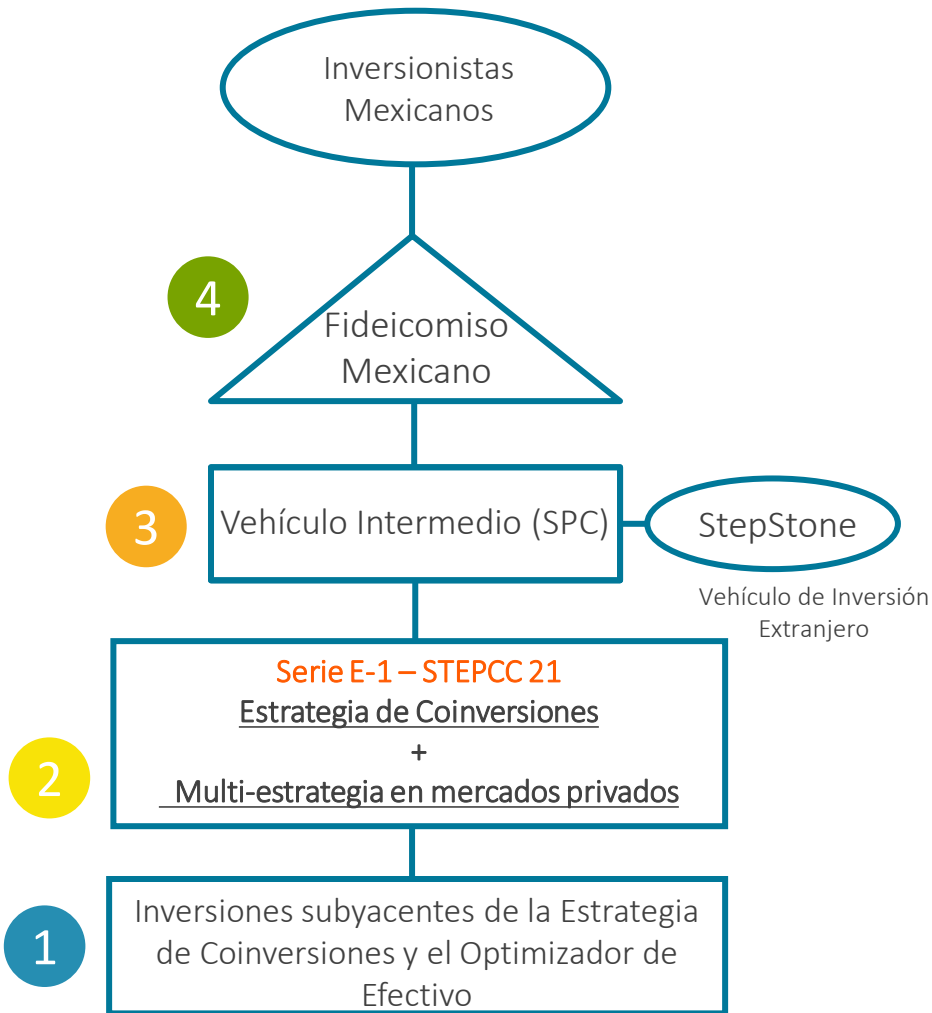 Inversionistas
Mexicanos
4
Fideicomiso
Mexicano
3
Vehículo Intermedio (SPC)
StepStone
Vehículo de Inversión
Extranjero
Serie E-1 – STEPCC 21
Estrategia de Coinversiones
+
Multi-estrategia en mercados privados
2
1
Inversiones subyacentes de la Estrategia
de Coinversiones y el Optimizador de
Efectivo